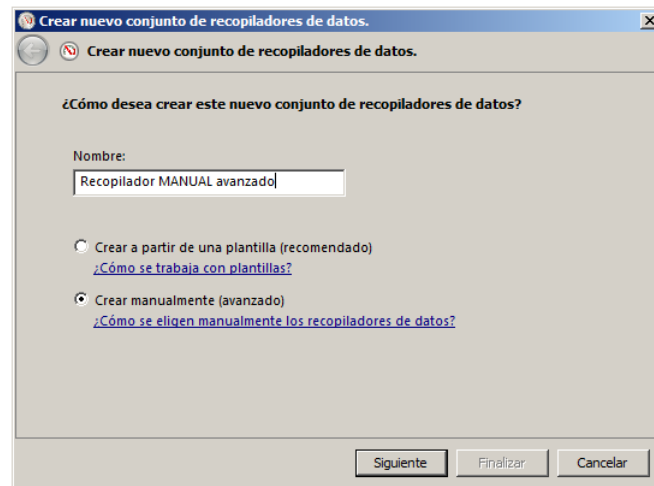 Crear nuevo conjunto de recopiladores de datos.
Crear nuevo conjunto de recopiladores de datos.
¿Cómo desea crear este nuevo conjunto de recopiladores de datos?
Nombre:
Recopilador MANUAL avanzado
Crear a partir de una plantilla (recomendado)
¿Cómo se trabaja con plantillas?
Crear manualmente (avanzado)
¿Cómo se eligen manualmente los recopiladores de datos?
Siguiente Finalizar Cancelar